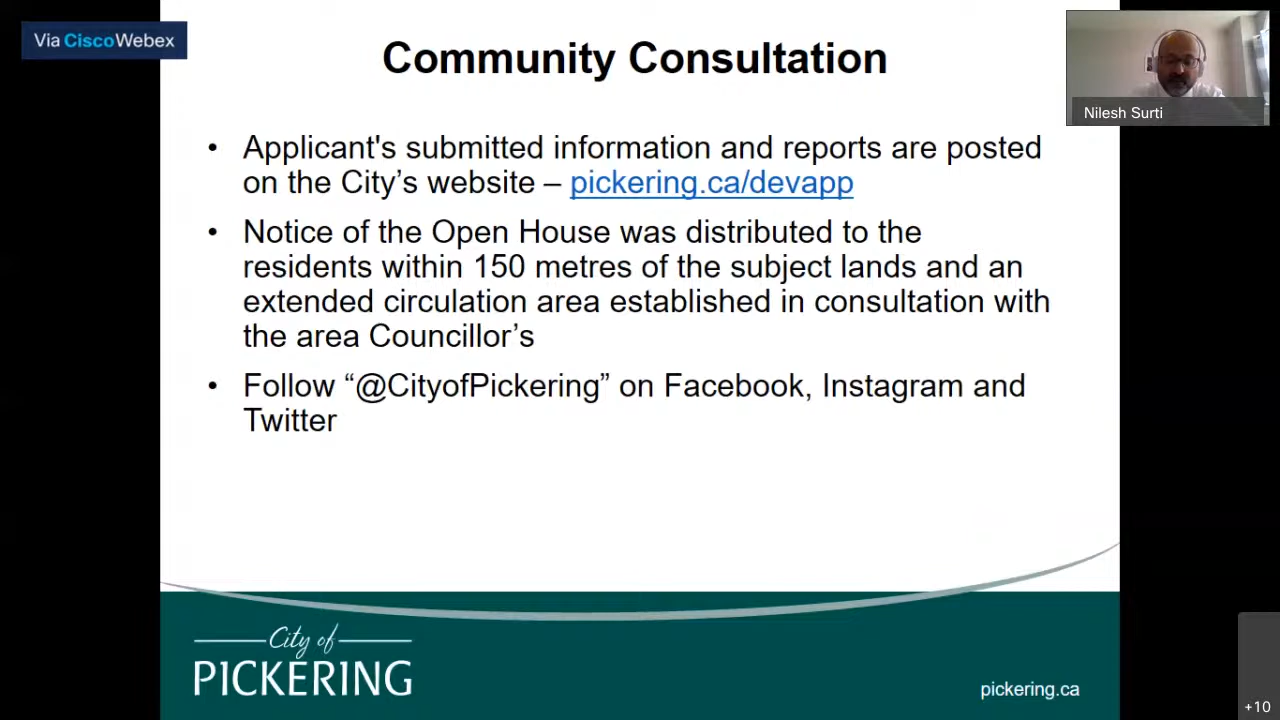 Via CiscoWebex
Community Consultation
Nilesh Surti
• Applicant's submitted information and reports are posted
on the City’s website – pickering.ca/devapp
• Notice of the Open House was distributed to the
residents within 150 metres of the subject lands and an
extended circulation area established in consultation with
the area Councillor’s
• Follow “@CityofPickering” on Facebook, Instagram and
Twitter
City of
PICKERING
pickering.ca
+10